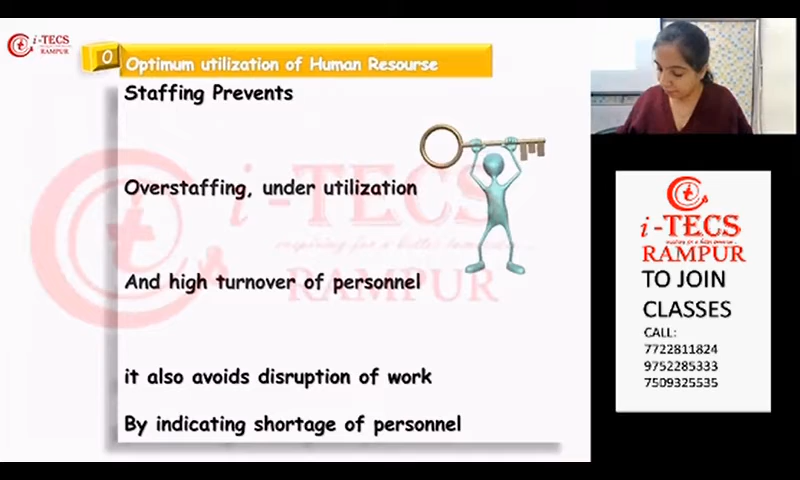 i-TECS
RAMPUR
O
Optimum utilization of Human Resourse
Staffing Prevents
Overstaffing, under utilization
And high turnover of personnel
it also avoids disruption of work
By indicating shortage of personnel
i-TECS
RAMPUR
i-TECS
RAMPUR
TO JOIN
CLASSES
CALL:
7722811824
9752285333
7509325535